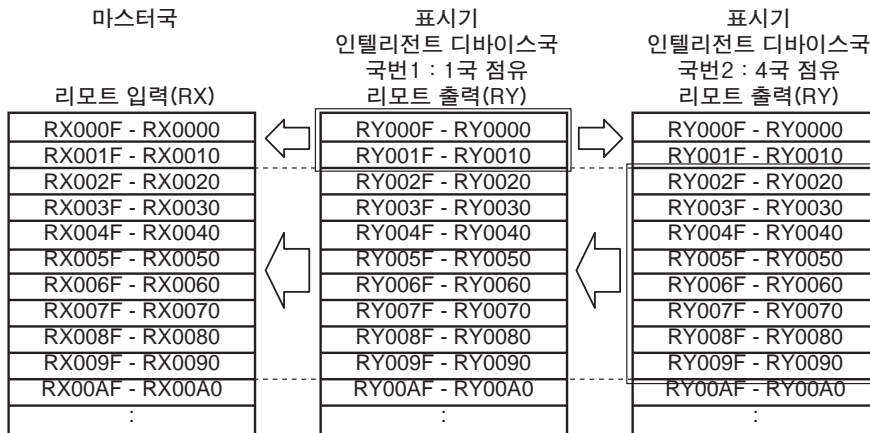 마스터국
리모트 입력(RX)
RX000F - RX0000
RX001F - RX0010
RX002F - RX0020
RX003F - RX0030
RX004F - RX0040
RX005F - RX0050
RX006F - RX0060
RX007F - RX0070
RX008F - RX0080
RX009F - RX0090
RX00AF - RX00A0
:
표시기
인텔리전트 디바이스국
국번1 : 1국 점유
리모트 출력(RY)
RY000F - RY0000
RY001F - RY0010
RY002F - RY0020
RY003F - RY0030
RY004F - RY0040
RY005F - RY0050
RY006F - RY0060
RY007F - RY0070
RY008F - RY0080
RY009F - RY0090
RY00AF - RY00A0
:
표시기
인텔리전트 디바이스국
국번2 : 4국 점유
리모트 출력(RY)
RY000F - RY0000
RY001F - RY0010
RY002F - RY0020
RY003F - RY0030
RY004F - RY0040
RY005F - RY0050
RY006F - RY0060
RY007F - RY0070
RY008F - RY0080
RY009F - RY0090
RY00AF - RY00A0
: